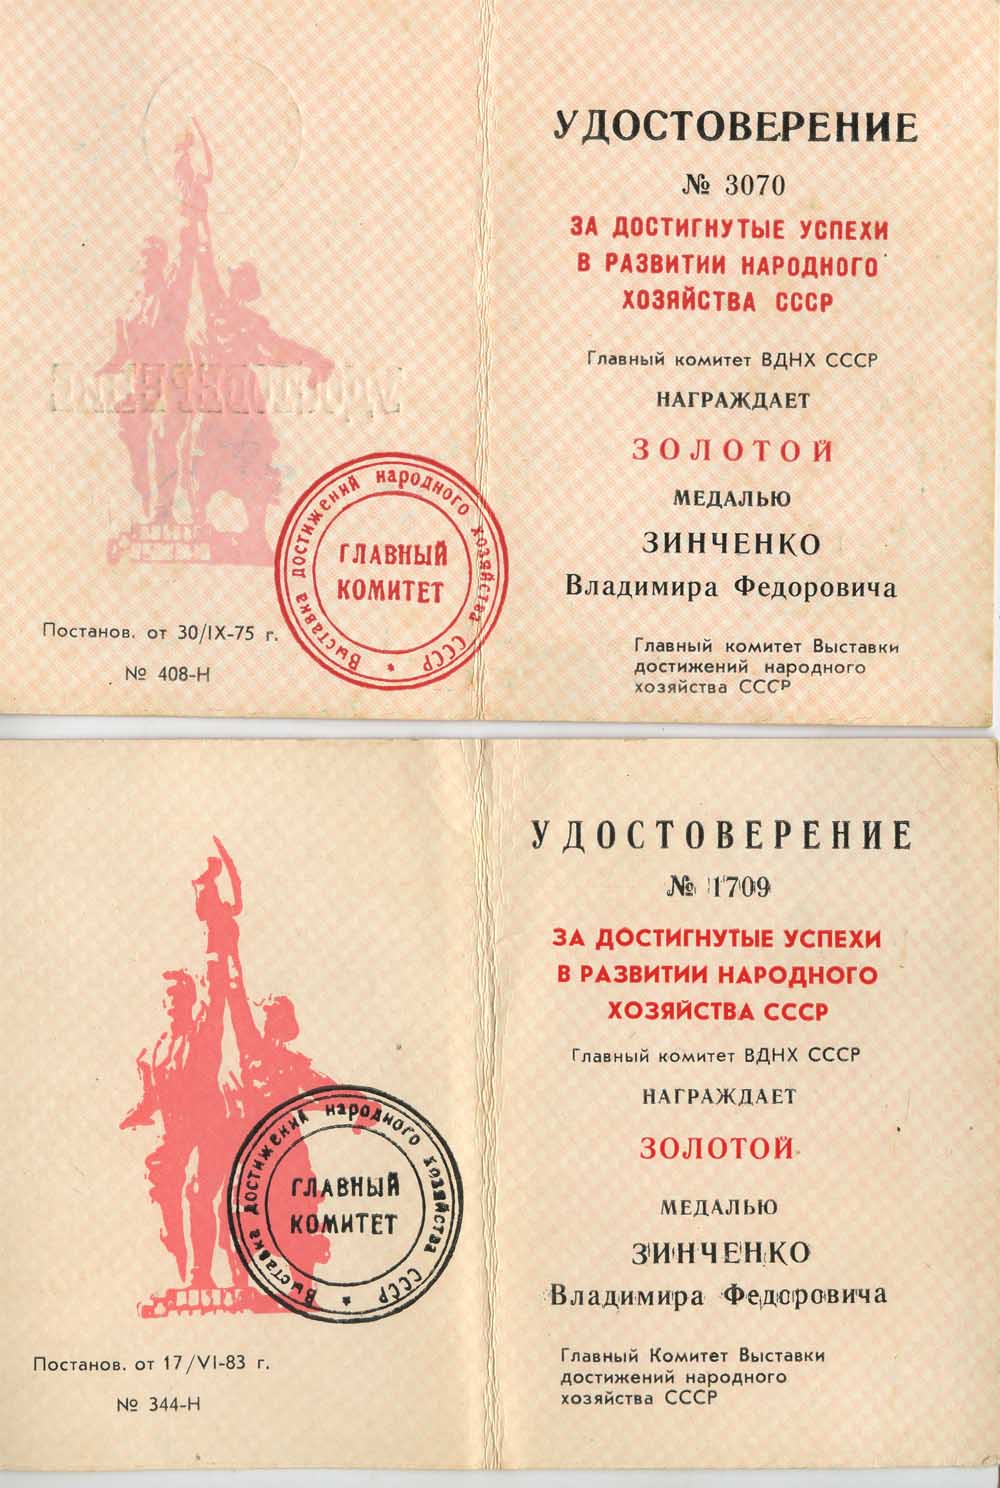 УДОСТОВЕРЕНИЕ
№ 3070
ЗА ДОСТИГНУТЫЕ УСПЕХИ
В РАЗВИТИИ НАРОДНОГО
ХОЗЯЙСТВА СССР
Главный комитет ВДНХ СССР
НАГРАЖДАЕТ
ЗОЛОТОЙ
МЕДАЛЬЮ
ЗИНЧЕНКО
Владимира Федоровича
Главный комитет Выставки
достижений народного
хозяйства СССР
УДОСТОВЕРЕНИЕ
Выставка достижений народного хозяйства СССР *
ГЛАВНЫЙ
КОМИТЕТ
Постанов. от 30/IX-75 г.
№ 408-Н
УДОСТОВЕРЕНИЕ
№ 1709
ЗА ДОСТИГНУТЫЕ УСПЕХИ
В РАЗВИТИИ НАРОДНОГО
ХОЗЯЙСТВА СССР
Главный комитет ВДНХ СССР
НАГРАЖДАЕТ
ЗОЛОТОЙ
МЕДАЛЬЮ
ЗИНЧЕНКО
Владимира Федоровича
Главный Комитет Выставки
достижений народного
хозяйства СССР
Выставка достижений народного хозяйства СССР *
ГЛАВНЫЙ
КОМИТЕТ
Постанов. от 17/VI-83 г.
№ 344-Н